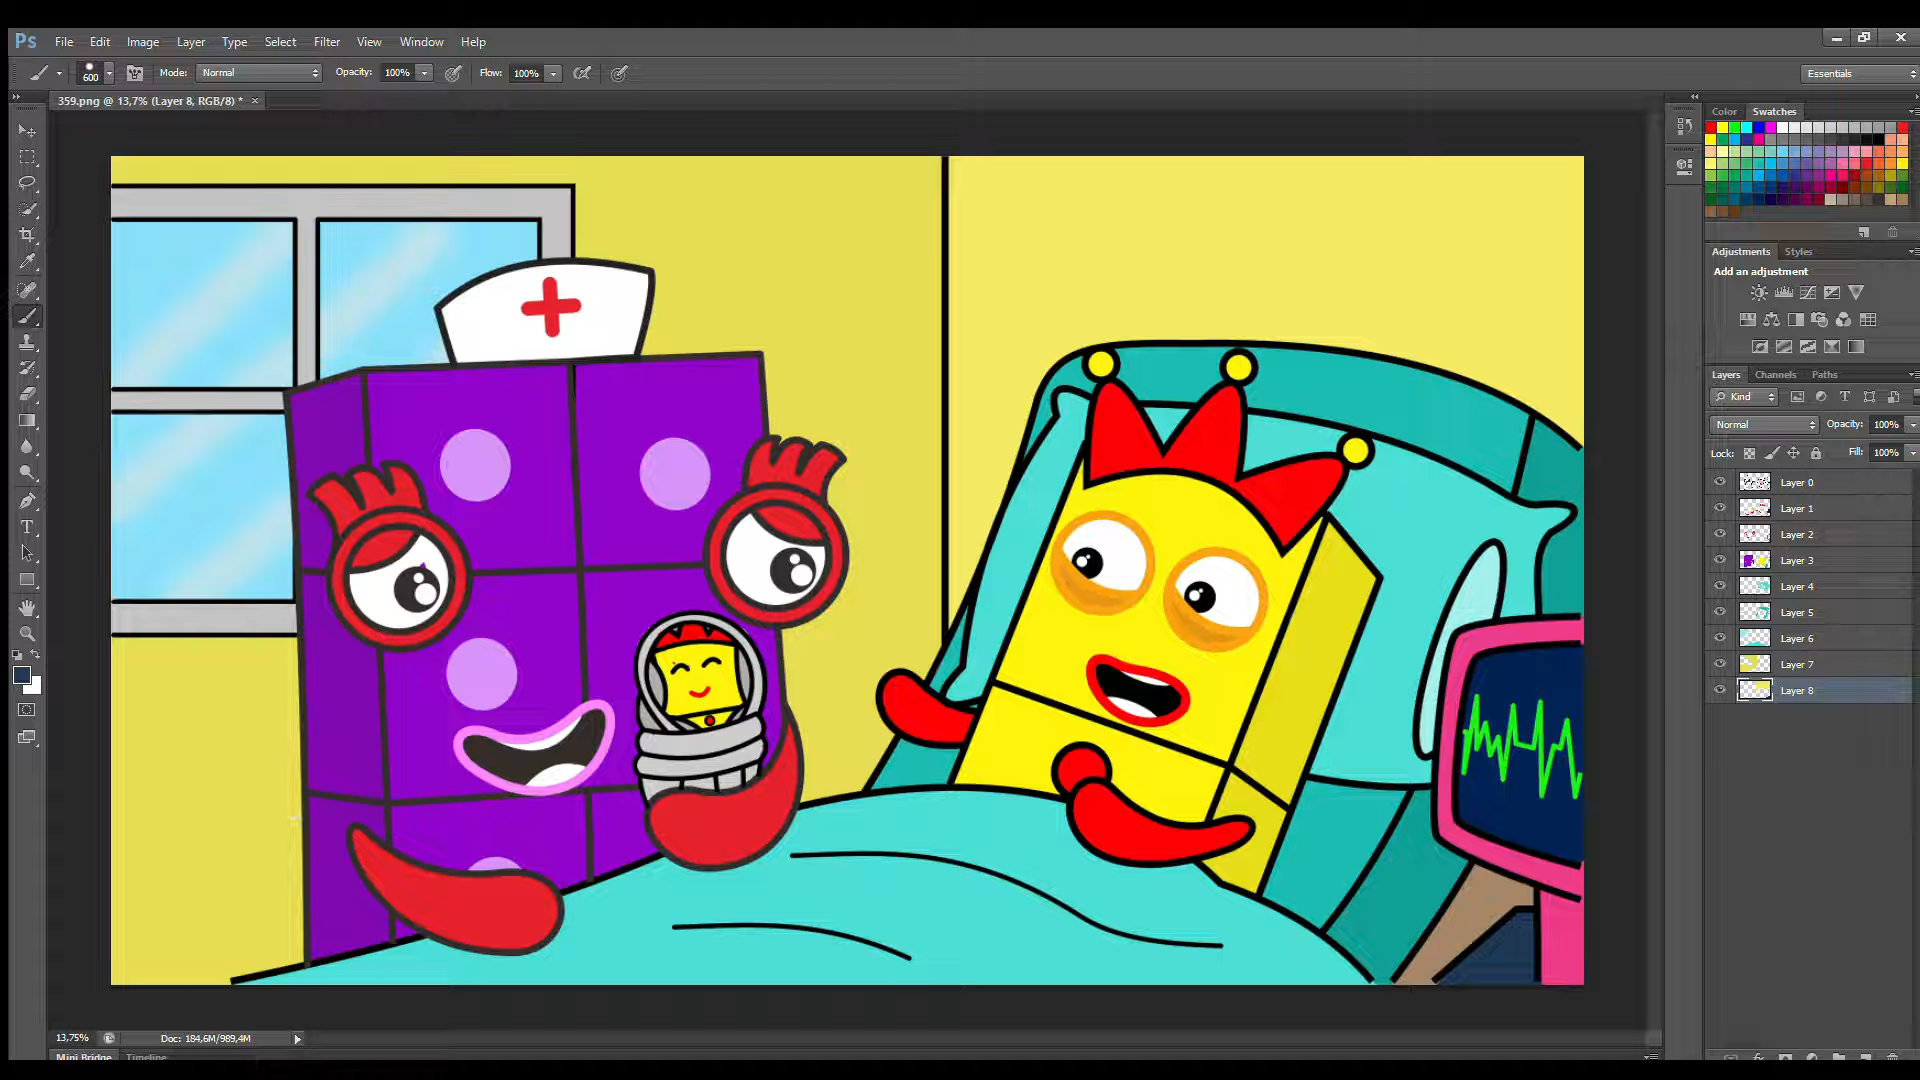 Ps File Edit Image Layer Type Select Filter View Window Help
600 Mode: Normal Opacity: 100% Flow: 100% Essentials
359.png @ 13,7% (Layer 8, RGB/8) * ×
Color Swatches
Adjustments Styles
Add an adjustment
Layers Channels Paths
Kind
Normal Opacity: 100%
Lock: Fill: 100%
Layer 0
Layer 1
Layer 2
Layer 3
Layer 4
Layer 5
Layer 6
Layer 7
Layer 8
13,75% Doc: 184,6M/989,4M
Mini Bridge Timeline